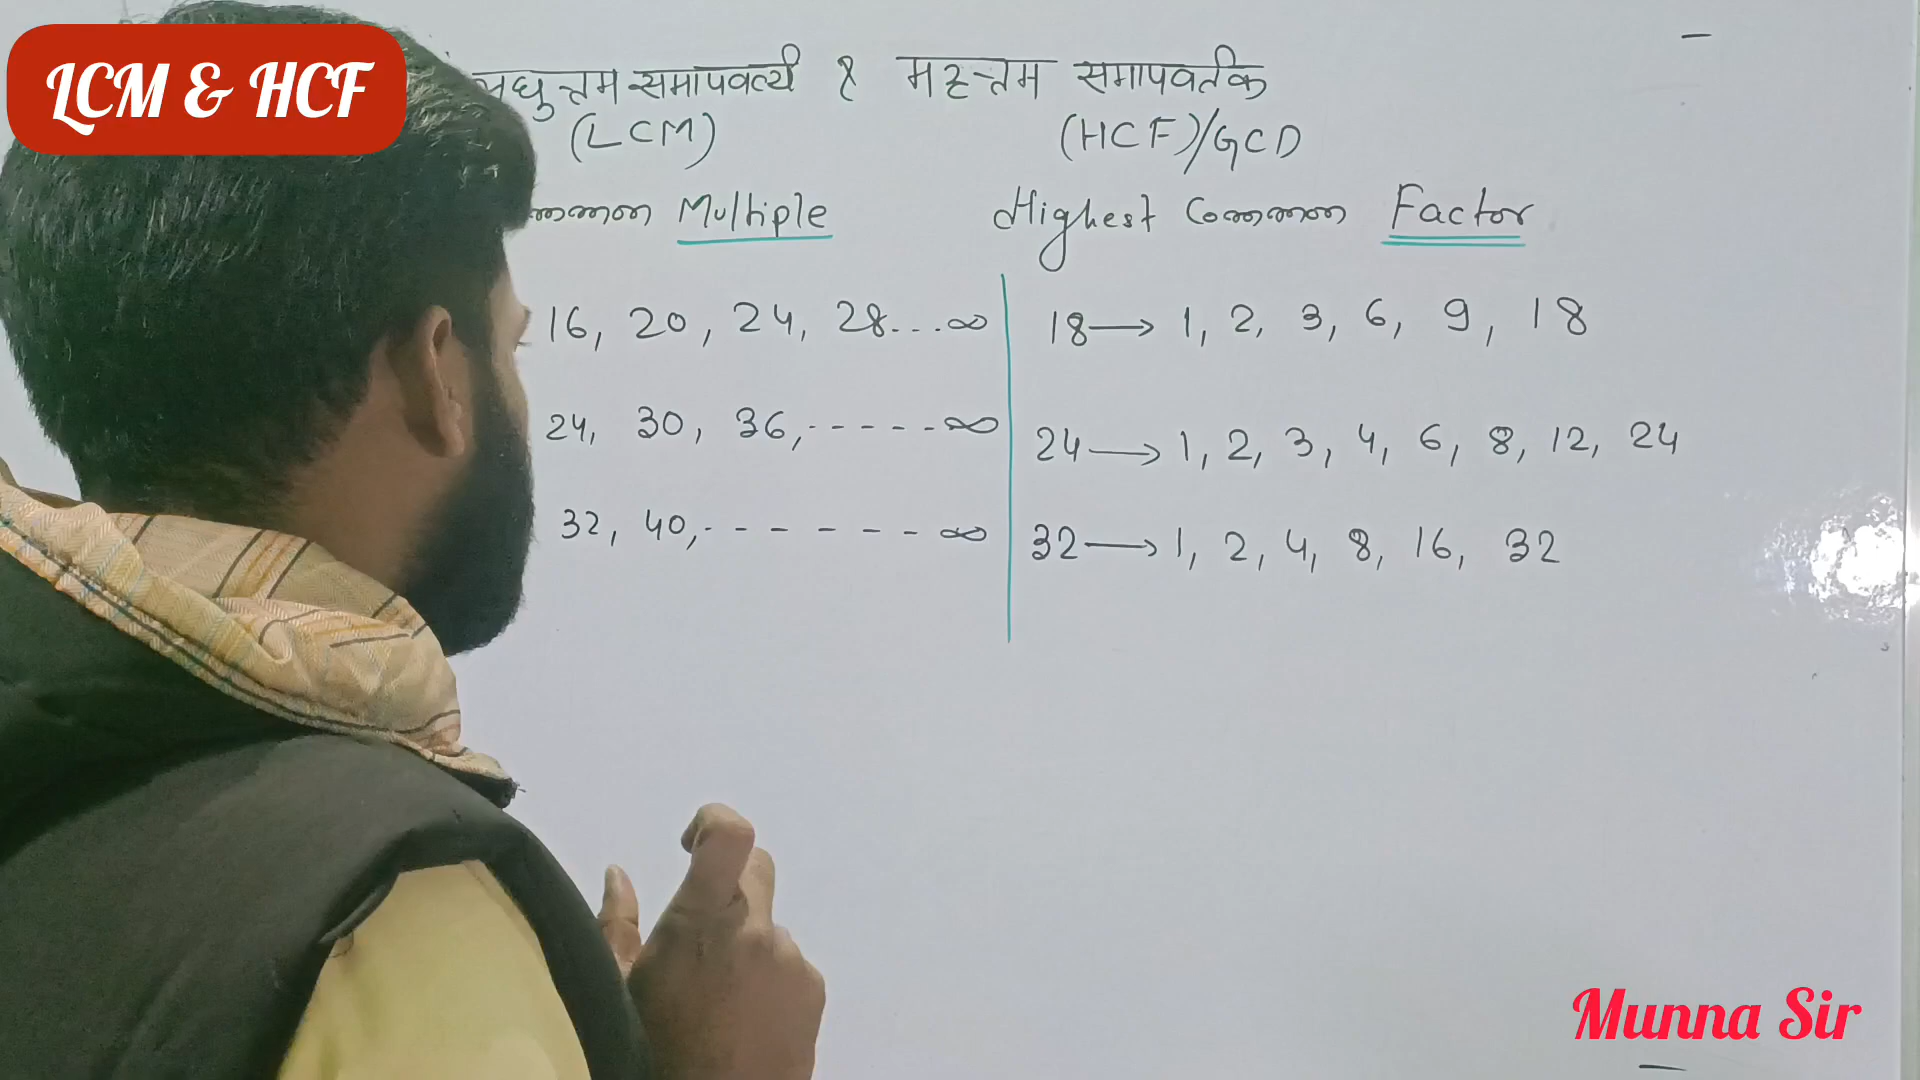 LCM & HCF
लघुत्तम समापवर्त्य & महत्तम समापवर्तक
(LCM) (HCF)/GCD
Multiple Highest Common Factor
16, 20, 24, 28...∞ 18→ 1, 2, 3, 6, 9, 18
24, 30, 36,-----∞ 24→ 1, 2, 3, 4, 6, 8, 12, 24
32, 40,------∞ 32→ 1, 2, 4, 8, 16, 32
Munna Sir